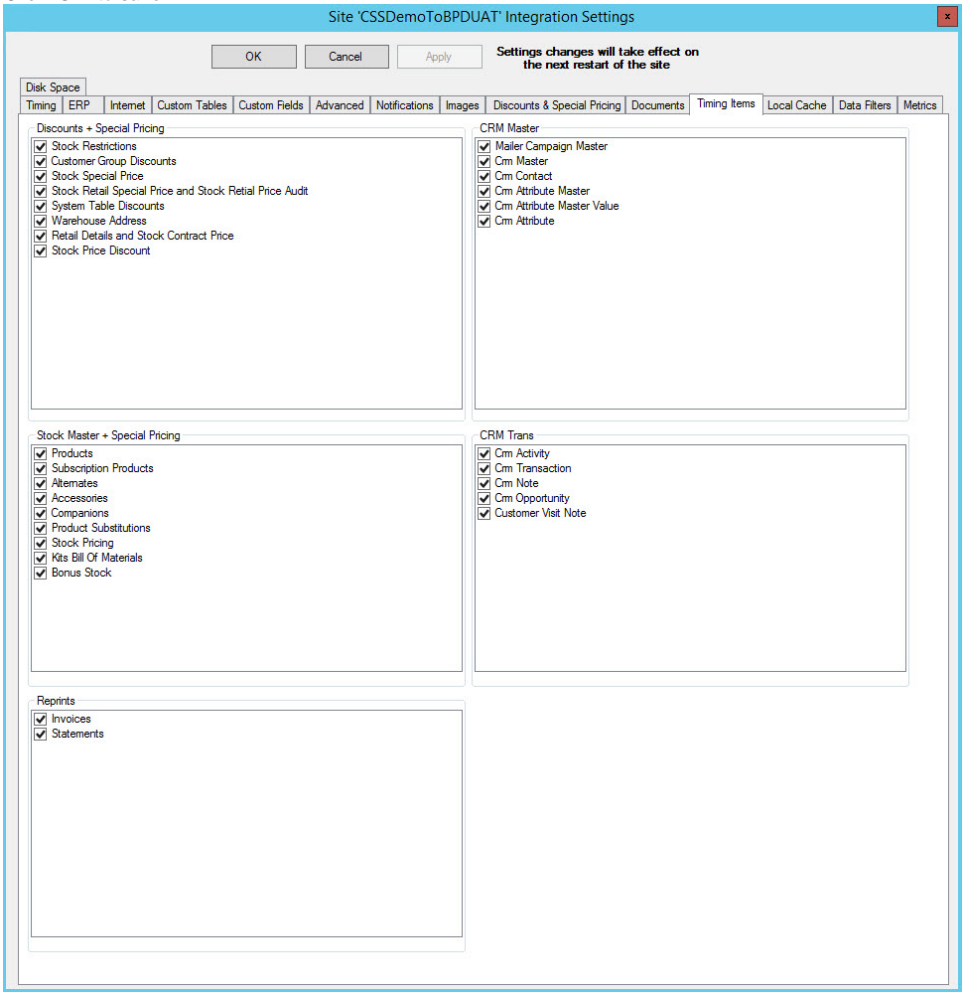 Site 'CSSDemoToBPDUAT' Integration Settings
x
OK
Cancel
Apply
Settings changes will take effect on
the next restart of the site
Disk Space
Timing
ERP
Internet
Custom Tables
Custom Fields
Advanced
Notifications
Images
Discounts & Special Pricing
Documents
Timing Items
Local Cache
Data Filters
Metrics
Discounts + Special Pricing
Stock Restrictions
Customer Group Discounts
Stock Special Price
Stock Retail Special Price and Stock Retial Price Audit
System Table Discounts
Warehouse Address
Retail Details and Stock Contract Price
Stock Price Discount
CRM Master
Mailer Campaign Master
Crm Master
Crm Contact
Crm Attribute Master
Crm Attribute Master Value
Crm Attribute
Stock Master + Special Pricing
Products
Subscription Products
Alternates
Accessories
Companions
Product Substitutions
Stock Pricing
Kits Bill Of Materials
Bonus Stock
CRM Trans
Crm Activity
Crm Transaction
Crm Note
Crm Opportunity
Customer Visit Note
Reprints
Invoices
Statements